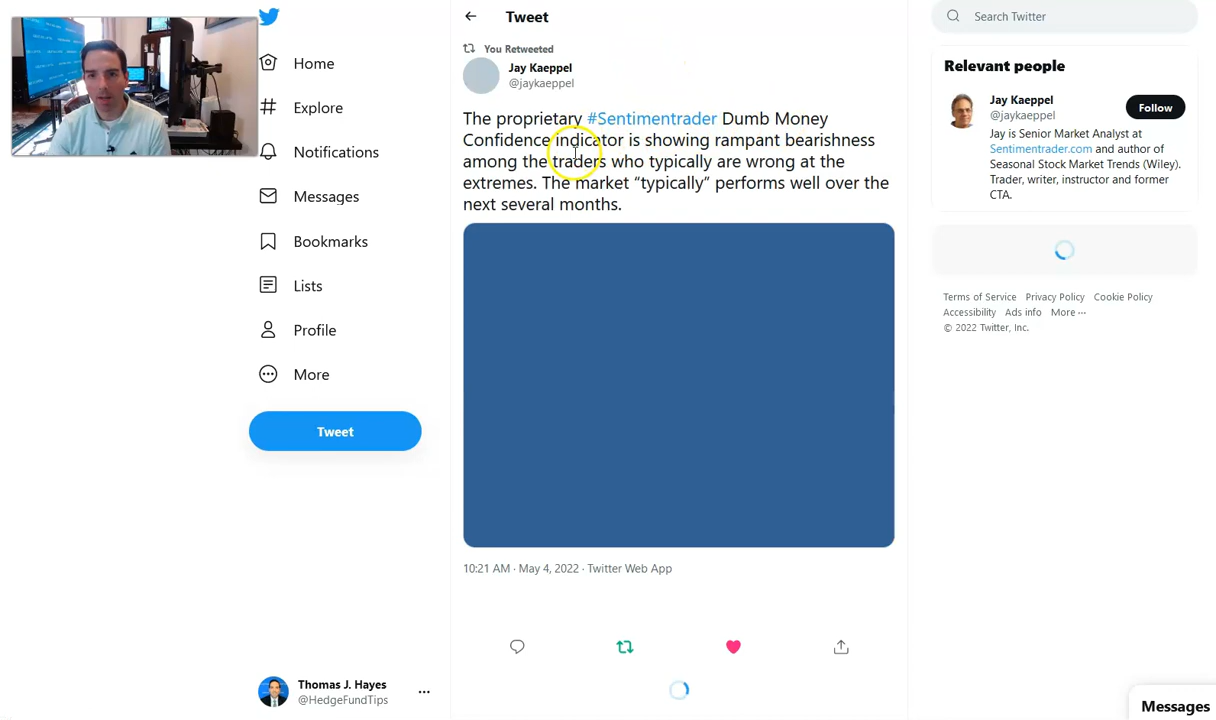 Home
Explore
Notifications
Messages
Bookmarks
Lists
Profile
More
Tweet
Thomas J. Hayes
@HedgeFundTips
Tweet
You Retweeted
Jay Kaeppel
@jaykaeppel
The proprietary #Sentimentrader Dumb Money
Confidence indicator is showing rampant bearishness
among the traders who typically are wrong at the
extremes. The market “typically” performs well over the
next several months.
10:21 AM · May 4, 2022 · Twitter Web App
Search Twitter
Relevant people
Jay Kaeppel
@jaykaeppel
Follow
Jay is Senior Market Analyst at
Sentimentrader.com and author of
Seasonal Stock Market Trends (Wiley).
Trader, writer, instructor and former
CTA.
Terms of Service Privacy Policy Cookie Policy
Accessibility Ads info More ···
© 2022 Twitter, Inc.
Messages